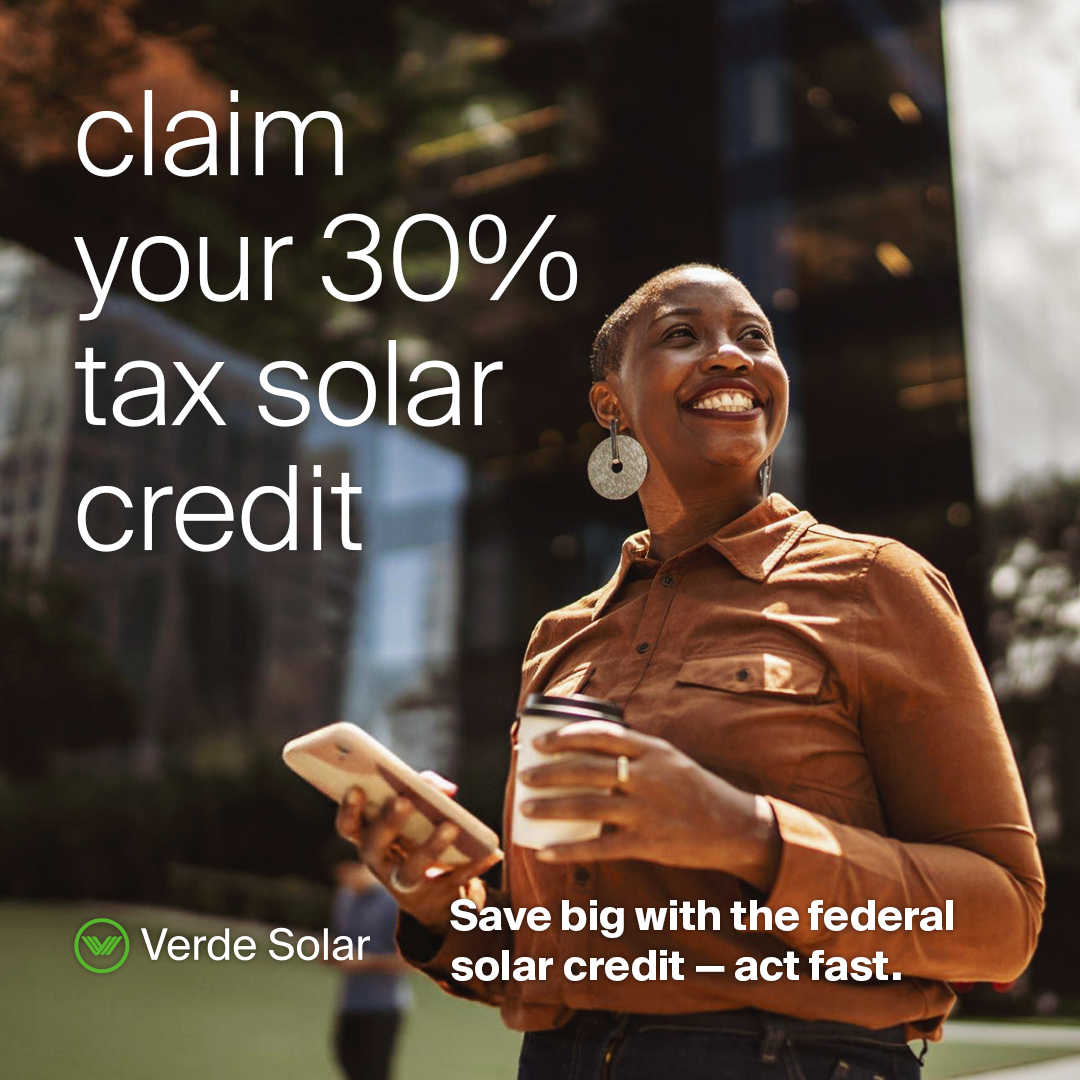 claim
your 30%
tax solar
credit
Verde Solar
Save big with the federal
solar credit – act fast.